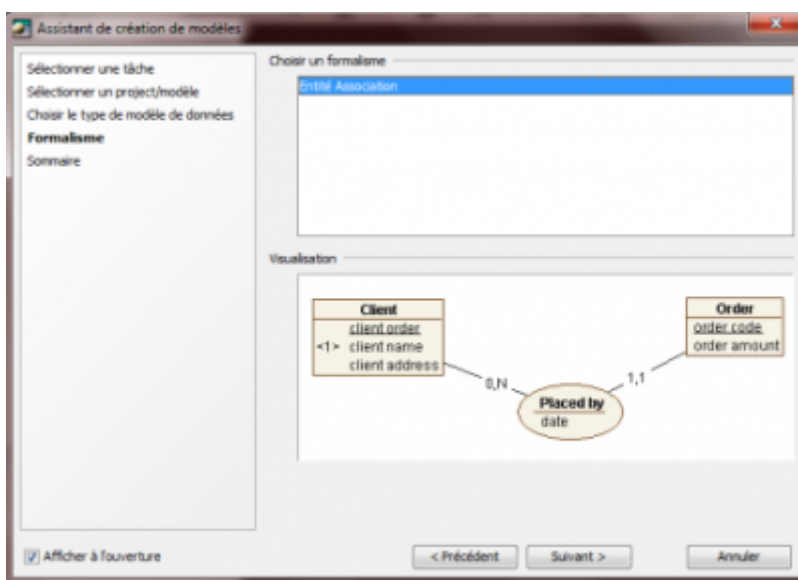 Assistant de création de modèles
Sélectionner une tâche
Sélectionner un project/modèle
Choisir le type de modèle de données
Formalisme
Sommaire
Choisir un formalisme
Entité Association
Visualisation
Client
client order
<1> client name
client address
0,N
Placed by
date
1,1
Order
order code
order amount
Afficher à l'ouverture
< Précédent
Suivant >
Annuler